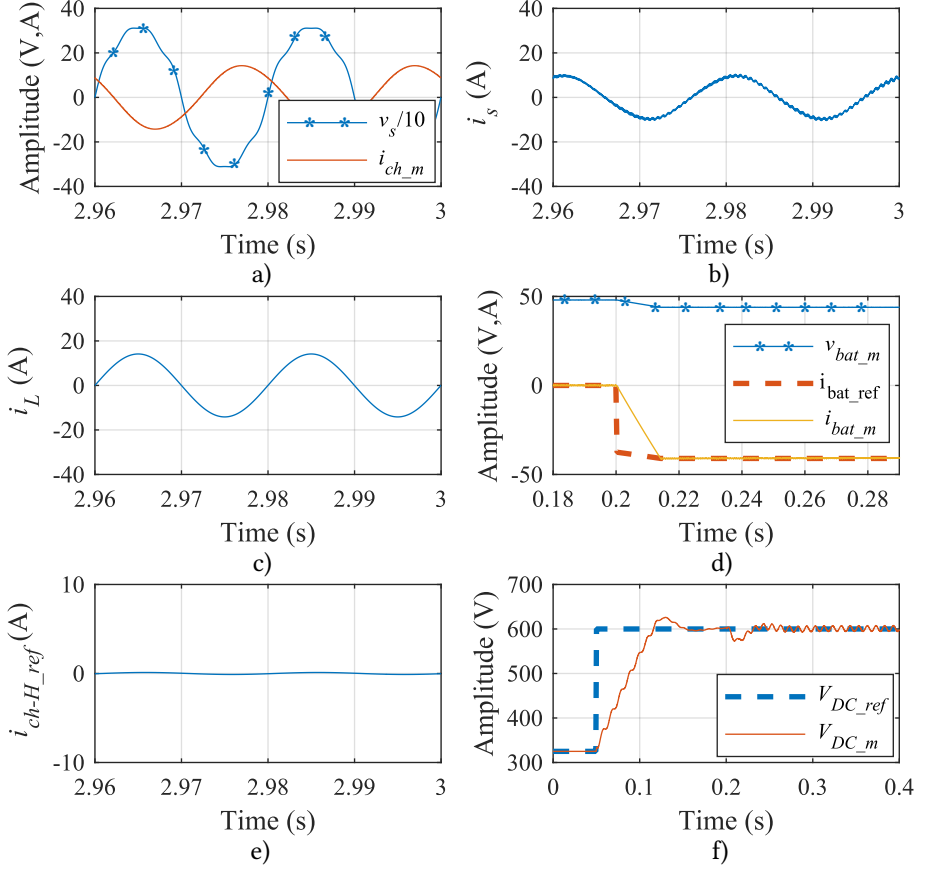 Amplitude (V,A)
40
20
0
-20
-40
v_s/10
i_ch_m
2.96
2.97
2.98
2.99
3
Time (s)
a)
i_s (A)
40
20
0
-20
-40
2.96
2.97
2.98
2.99
3
Time (s)
b)
i_L (A)
40
20
0
-20
-40
2.96
2.97
2.98
2.99
3
Time (s)
c)
Amplitude (V,A)
50
0
-50
v_bat_m
i_bat_ref
i_bat_m
0.18
0.2
0.22
0.24
0.26
0.28
Time (s)
d)
i_ch-H_ref(A)
10
0
-10
2.96
2.97
2.98
2.99
3
Time (s)
e)
Amplitude (V)
700
600
500
400
300
V_DC_ref
V_DC_m
0
0.1
0.2
0.3
0.4
Time (s)
f)